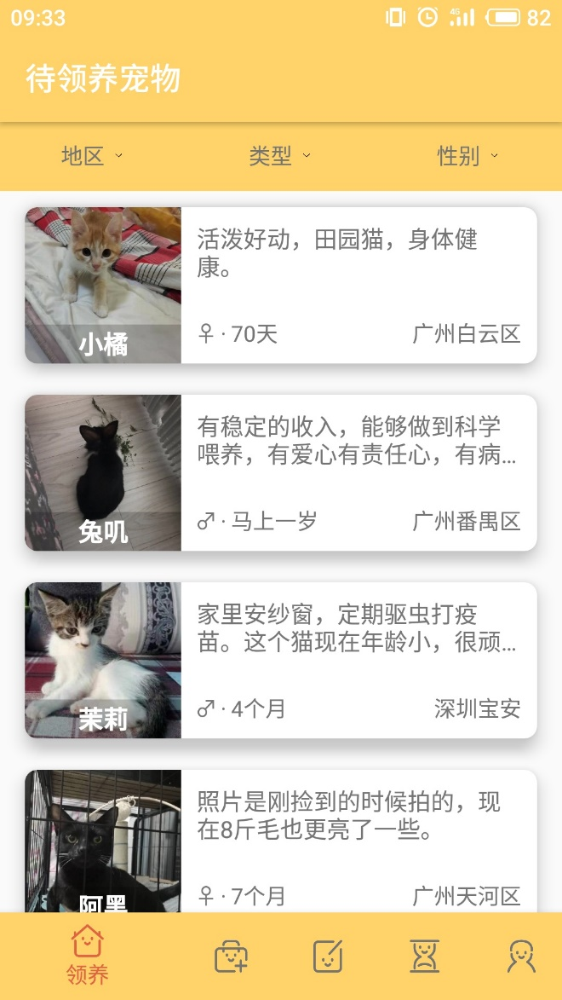 09:33
4G
82
待领养宠物
地区
类型
性别
活泼好动，田园猫，身体健
康。
小橘
♀ · 70天
广州白云区
有稳定的收入，能够做到科学
喂养，有爱心有责任心，有病...
兔叽
♂ · 马上一岁
广州番禺区
家里安纱窗，定期驱虫打疫
苗。这个猫现在年龄小，很顽...
茉莉
♂ · 4个月
深圳宝安
照片是刚捡到的时候拍的，现
在8斤毛也更亮了一些。
阿黑
♀ · 7个月
广州天河区
领养